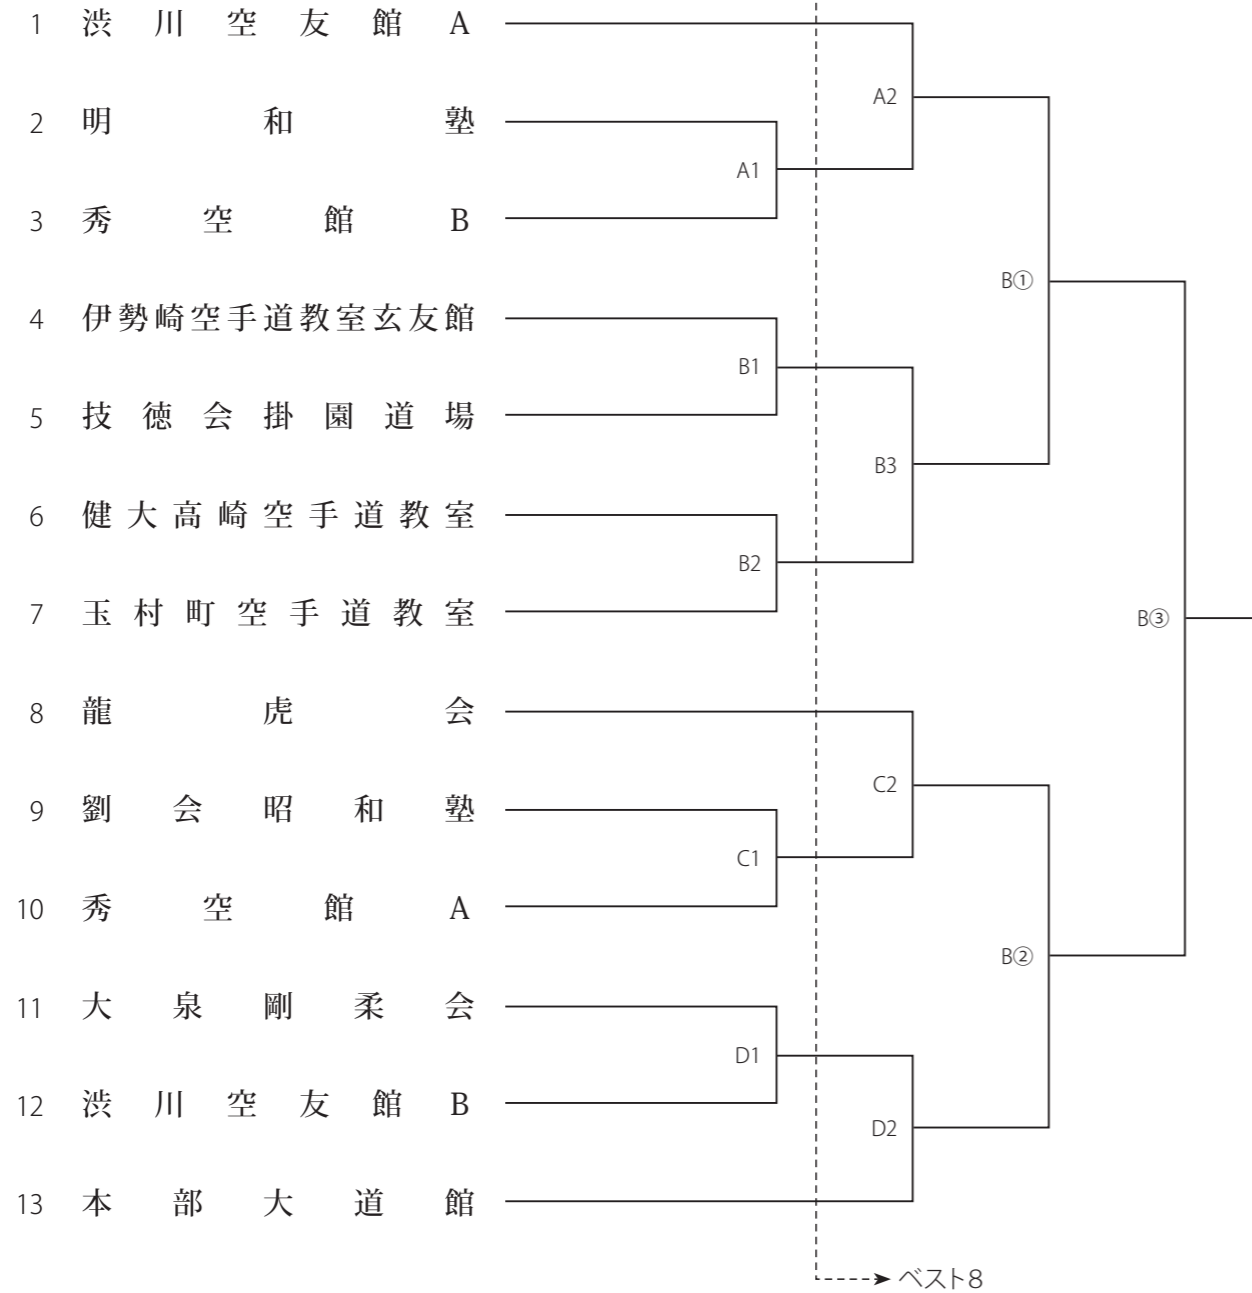 1 渋川空友館A
A2
2 明和塾
A1
3 秀空館B
B①
4 伊勢崎空手道教室玄友館
B1
5 技徳会掛園道場
B3
6 健大高崎空手道教室
B2
7 玉村町空手道教室
B③
8 龍虎会
C2
9 劉会昭和塾
C1
10 秀空館A
B②
11 大泉剛柔会
D1
12 渋川空友館B
D2
13 本部大道館
ベスト8